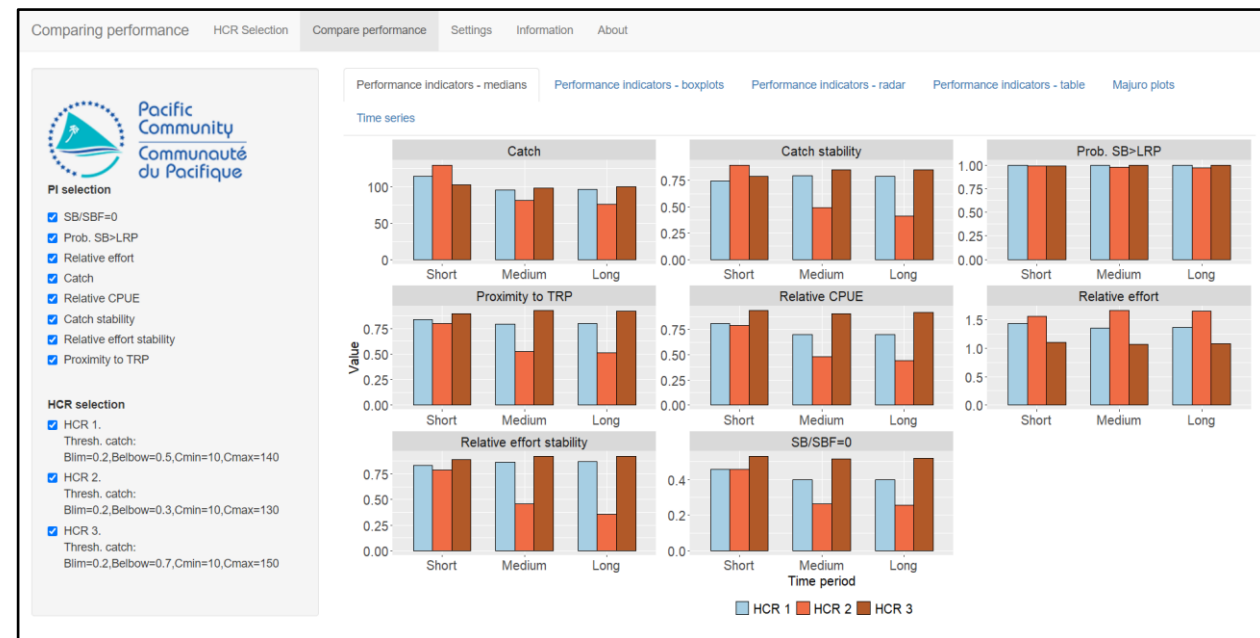 Comparing performance HCR Selection Compare performance Settings Information About
Pacific
Community
Communauté
du Pacifique
PI selection
SB/SBF=0
Prob. SB>LRP
Relative effort
Catch
Relative CPUE
Catch stability
Relative effort stability
Proximity to TRP
HCR selection
HCR 1.
Thresh. catch:
Blim=0.2,Belbow=0.5,Cmin=10,Cmax=140
HCR 2.
Thresh. catch:
Blim=0.2,Belbow=0.3,Cmin=10,Cmax=130
HCR 3.
Thresh. catch:
Blim=0.2,Belbow=0.7,Cmin=10,Cmax=150
Performance indicators - medians Performance indicators - boxplots Performance indicators - radar Performance indicators - table Majuro plots
Time series
Catch
100
50
0
Short Medium Long
Catch stability
0.75
0.50
0.25
0.00
Short Medium Long
Prob. SB>LRP
1.00
0.75
0.50
0.25
0.00
Short Medium Long
Value
Proximity to TRP
0.75
0.50
0.25
0.00
Short Medium Long
Relative CPUE
0.75
0.50
0.25
0.00
Short Medium Long
Relative effort
1.5
1.0
0.5
0.0
Short Medium Long
Relative effort stability
0.75
0.50
0.25
0.00
Short Medium Long
SB/SBF=0
0.4
0.2
0.0
Short Medium Long
Time period
HCR 1 HCR 2 HCR 3